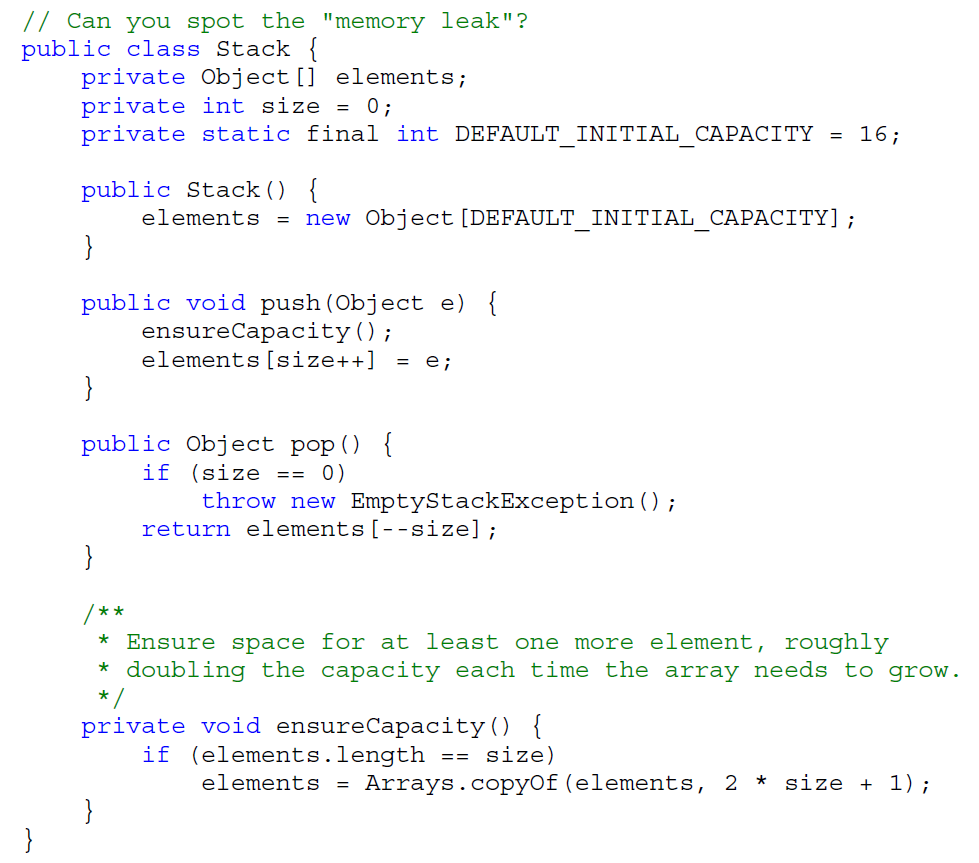 // Can you spot the "memory leak"?
public class Stack {
    private Object[] elements;
    private int size = 0;
    private static final int DEFAULT_INITIAL_CAPACITY = 16;

    public Stack() {
        elements = new Object[DEFAULT_INITIAL_CAPACITY];
    }

    public void push(Object e) {
        ensureCapacity();
        elements[size++] = e;
    }

    public Object pop() {
        if (size == 0)
            throw new EmptyStackException();
        return elements[--size];
    }

    /**
     * Ensure space for at least one more element, roughly
     * doubling the capacity each time the array needs to grow.
     */
    private void ensureCapacity() {
        if (elements.length == size)
            elements = Arrays.copyOf(elements, 2 * size + 1);
    }
}